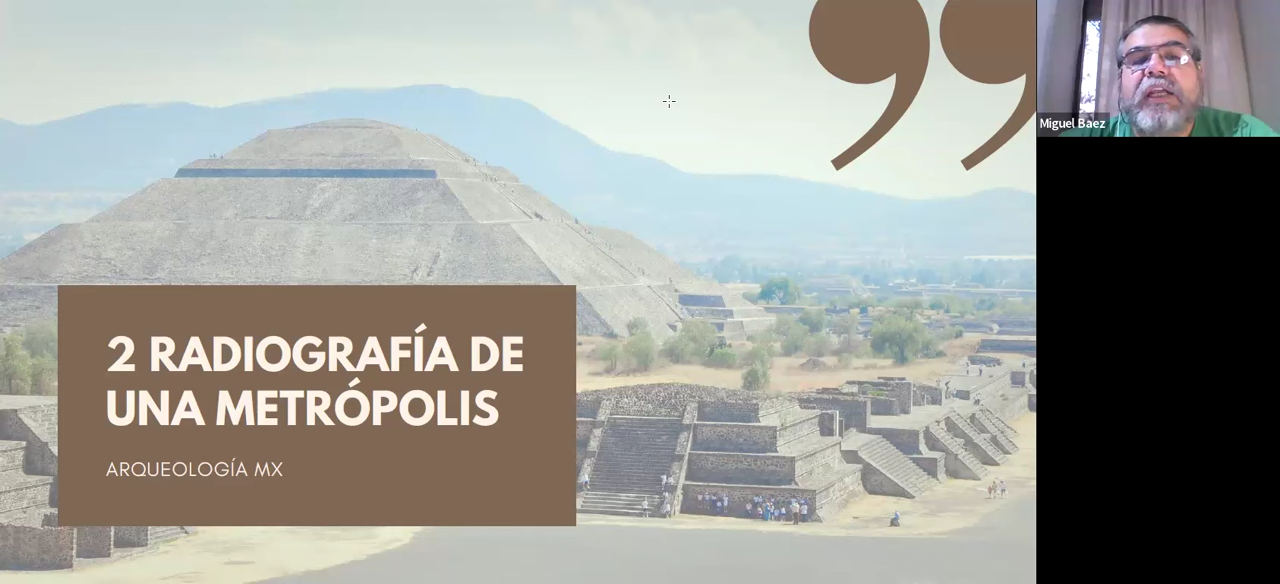 2 RADIOGRAFÍA DE
UNA METRÓPOLIS
ARQUEOLOGÍA MX
Miguel Baez